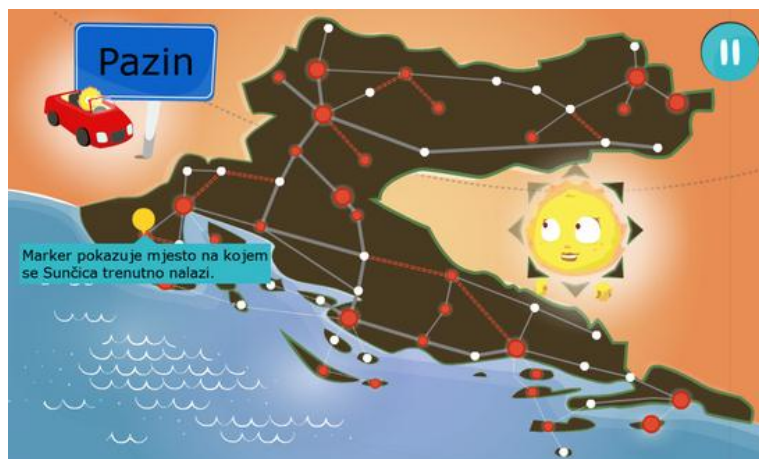 Pazin
Marker pokazuje mjesto na kojem
se Sunčica trenutno nalazi.